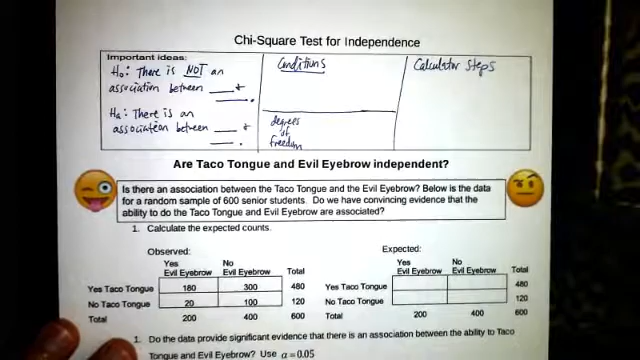 Chi-Square Test for Independence
Important ideas:
Ho: There is NOT an
association between ____ +
____.
Ha: There is an
association between ____ +
____.
Conditions
degrees
of
freedom
Calculator Steps
Are Taco Tongue and Evil Eyebrow independent?
Is there an association between the Taco Tongue and the Evil Eyebrow? Below is the data
for a random sample of 600 senior students. Do we have convincing evidence that the
ability to do the Taco Tongue and Evil Eyebrow are associated?
1. Calculate the expected counts.
Observed:
Yes No
Evil Eyebrow Evil Eyebrow Total
Yes Taco Tongue 180 300 480
No Taco Tongue 20 100 120
Total 200 400 600
Expected:
Yes No
Evil Eyebrow Evil Eyebrow Total
Yes Taco Tongue 480
No Taco Tongue 120
Total 200 400 600
1. Do the data provide significant evidence that there is an association between the ability to Taco
Tongue and Evil Eyebrow? Use α = 0.05